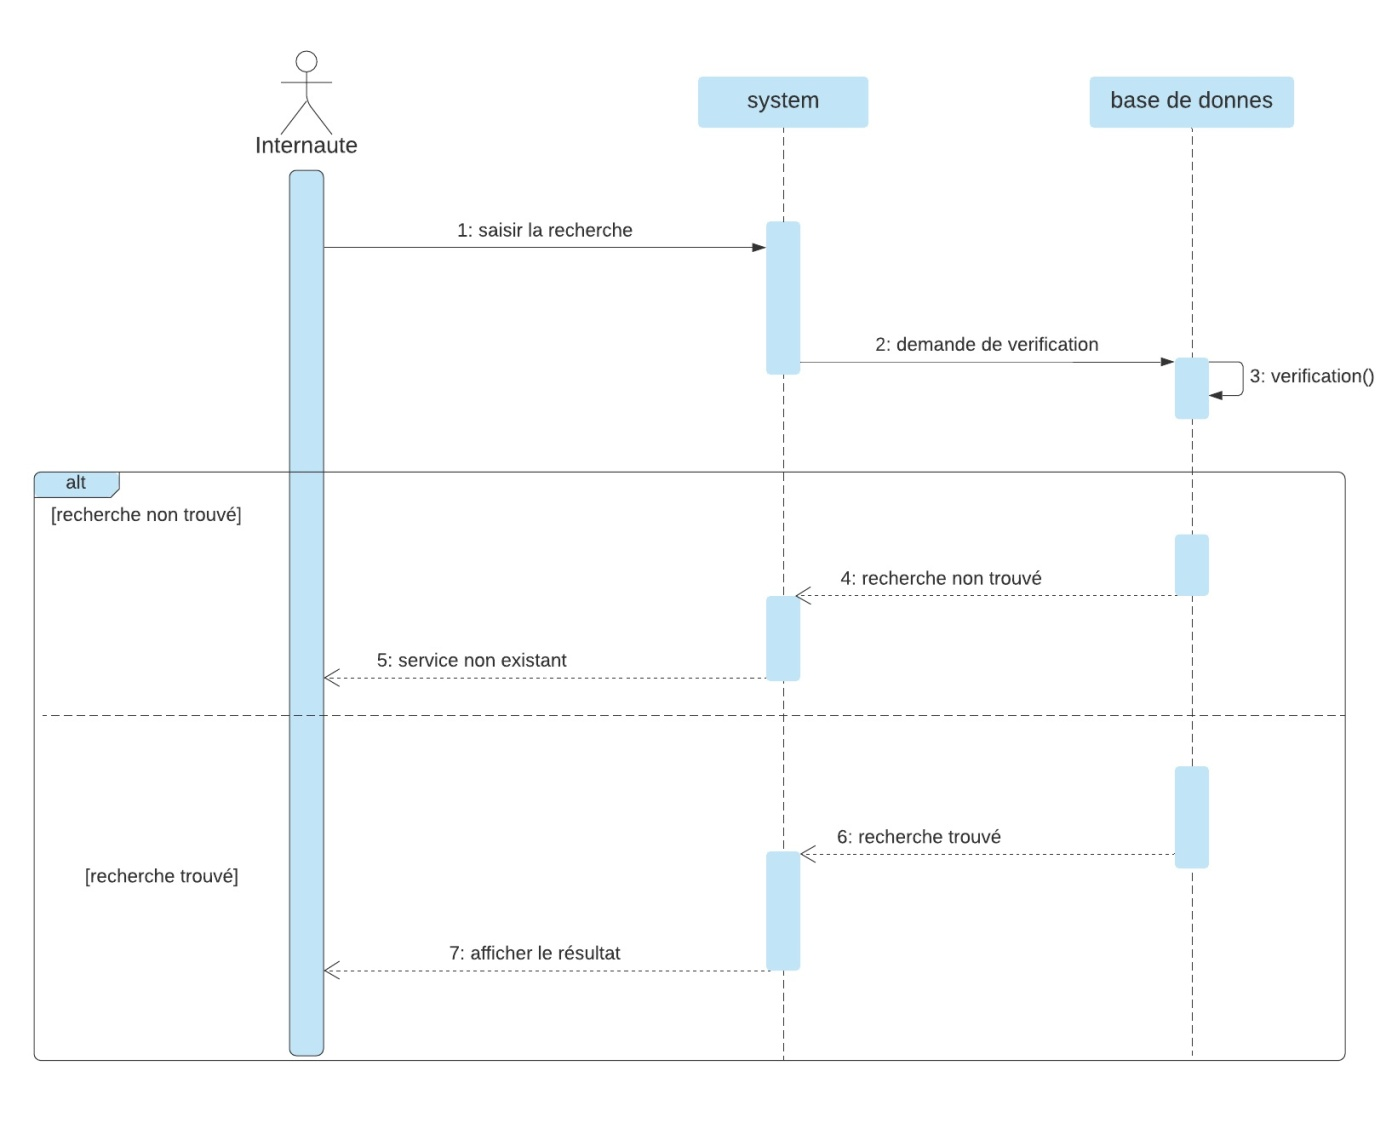 Internaute
system
base de donnes
1: saisir la recherche
2: demande de verification
3: verification()
alt
[recherche non trouvé]
4: recherche non trouvé
5: service non existant
6: recherche trouvé
[recherche trouvé]
7: afficher le résultat